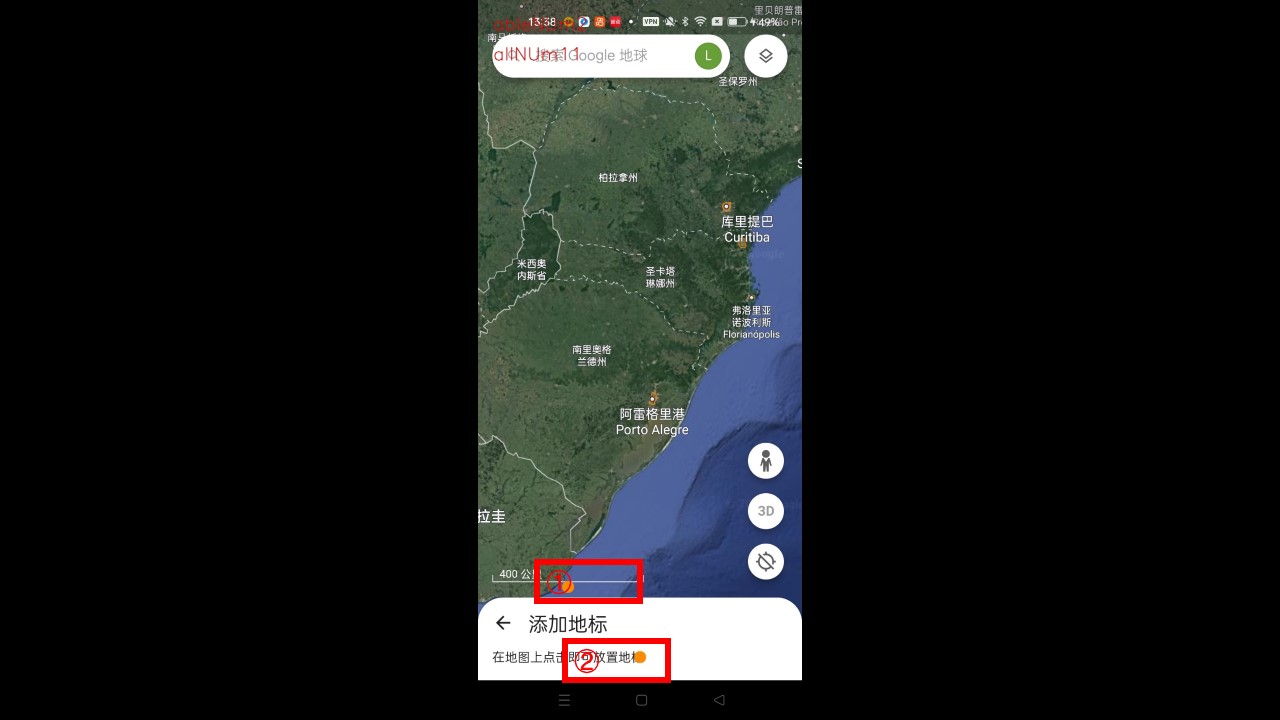 里贝朗普雷
13:38
VPN
49%
搜索 Google 地球
altNUm11
L
圣保罗州
柏拉拿州
库里提巴
Curitiba
米西奥
内斯省
圣卡塔
琳娜州
弗洛里亚
诺波利斯
Florianópolis
南里奥格
兰德州
阿雷格里港
Porto Alegre
拉圭
3D
400 公里
①
添加地标
在地图上点击即可放置地标
②